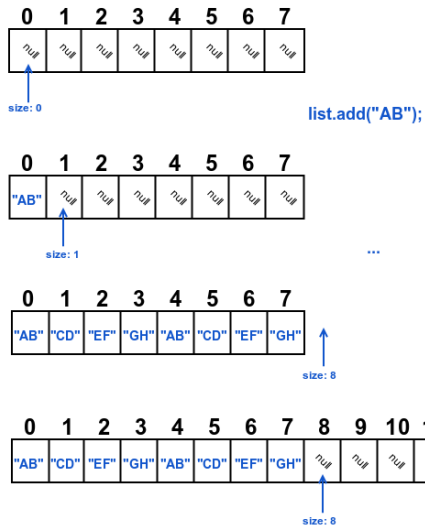 0 1 2 3 4 5 6 7
null null null null null null null null
size: 0
list.add("AB");
0 1 2 3 4 5 6 7
"AB" null null null null null null null
size: 1
...
0 1 2 3 4 5 6 7
"AB" "CD" "EF" "GH" "AB" "CD" "EF" "GH"
size: 8
0 1 2 3 4 5 6 7 8 9 10
"AB" "CD" "EF" "GH" "AB" "CD" "EF" "GH" null null null
size: 8